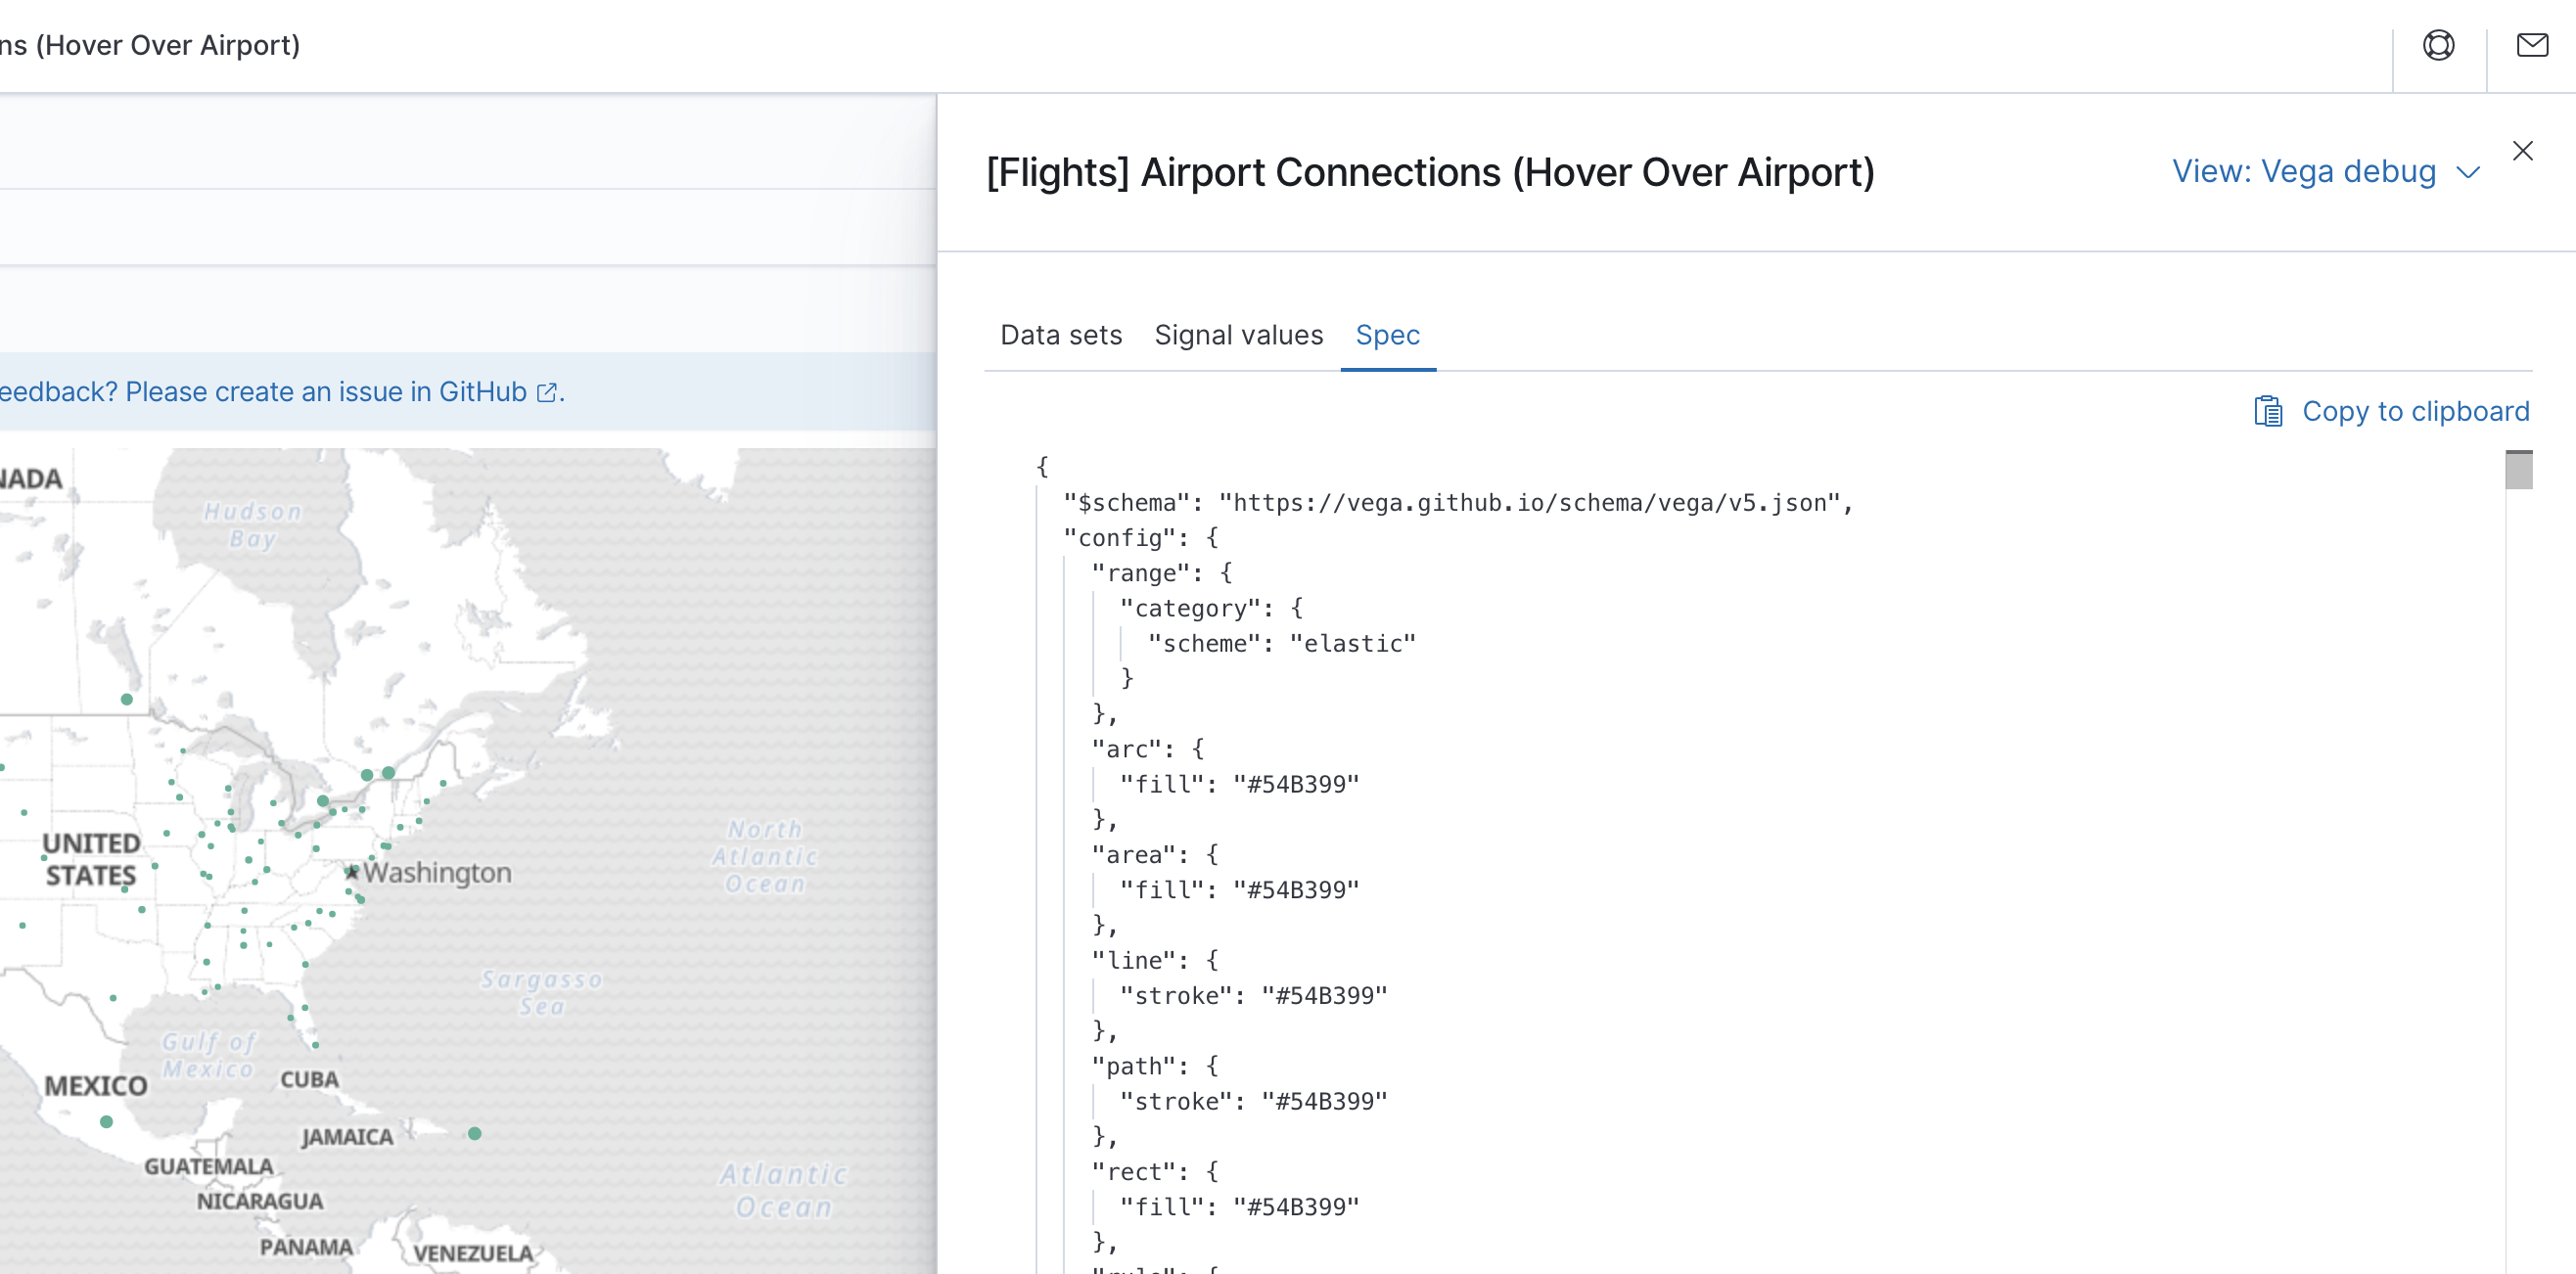 ns (Hover Over Airport)
[Flights] Airport Connections (Hover Over Airport)
View: Vega debug
Data sets
Signal values
Spec
eedback? Please create an issue in GitHub .
Copy to clipboard
NADA
Hudson
Bay
UNITED
STATES
Washington
North
Atlantic
Ocean
Sargasso
Sea
Gulf of
Mexico
MEXICO
CUBA
JAMAICA
GUATEMALA
NICARAGUA
PANAMA
VENEZUELA
Atlantic
Ocean
{
"$schema": "https://vega.github.io/schema/vega/v5.json",
"config": {
"range": {
"category": {
"scheme": "elastic"
}
},
"arc": {
"fill": "#54B399"
},
"area": {
"fill": "#54B399"
},
"line": {
"stroke": "#54B399"
},
"path": {
"stroke": "#54B399"
},
"rect": {
"fill": "#54B399"
},